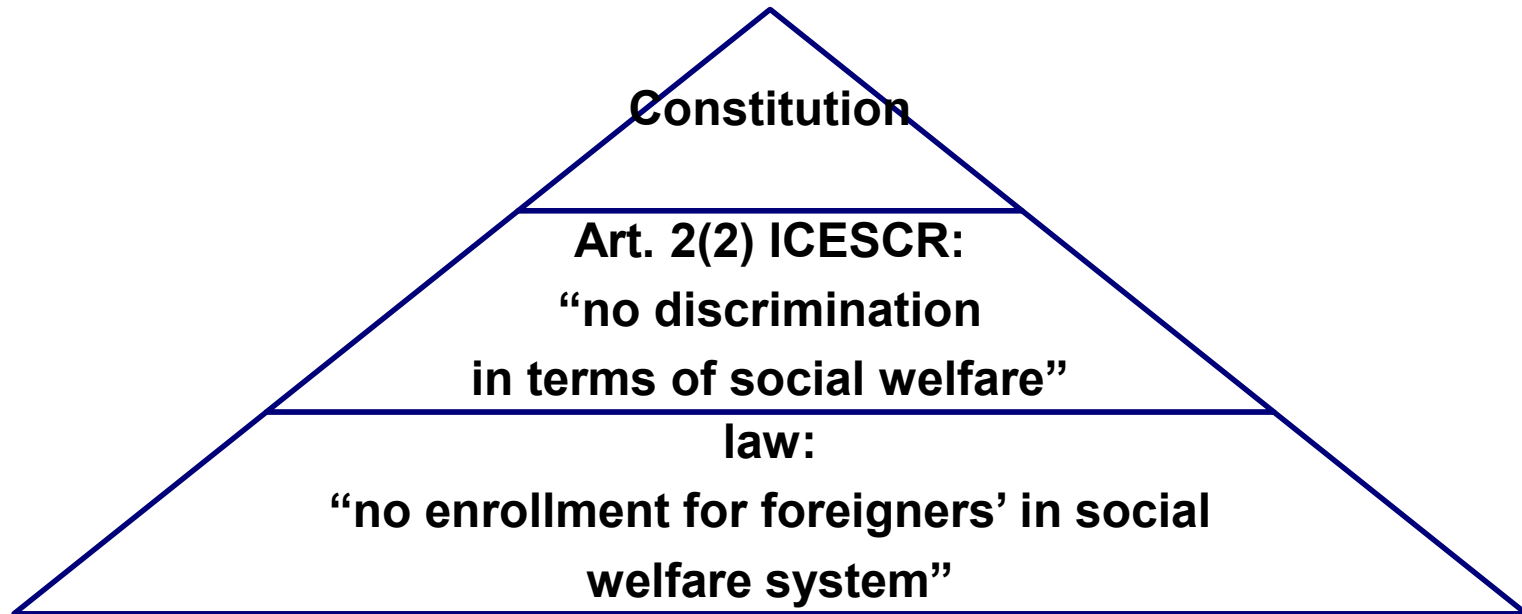 Constitution
Art. 2(2) ICESCR:
“no discrimination
in terms of social welfare”
law:
“no enrollment for foreigners’ in social
welfare system”